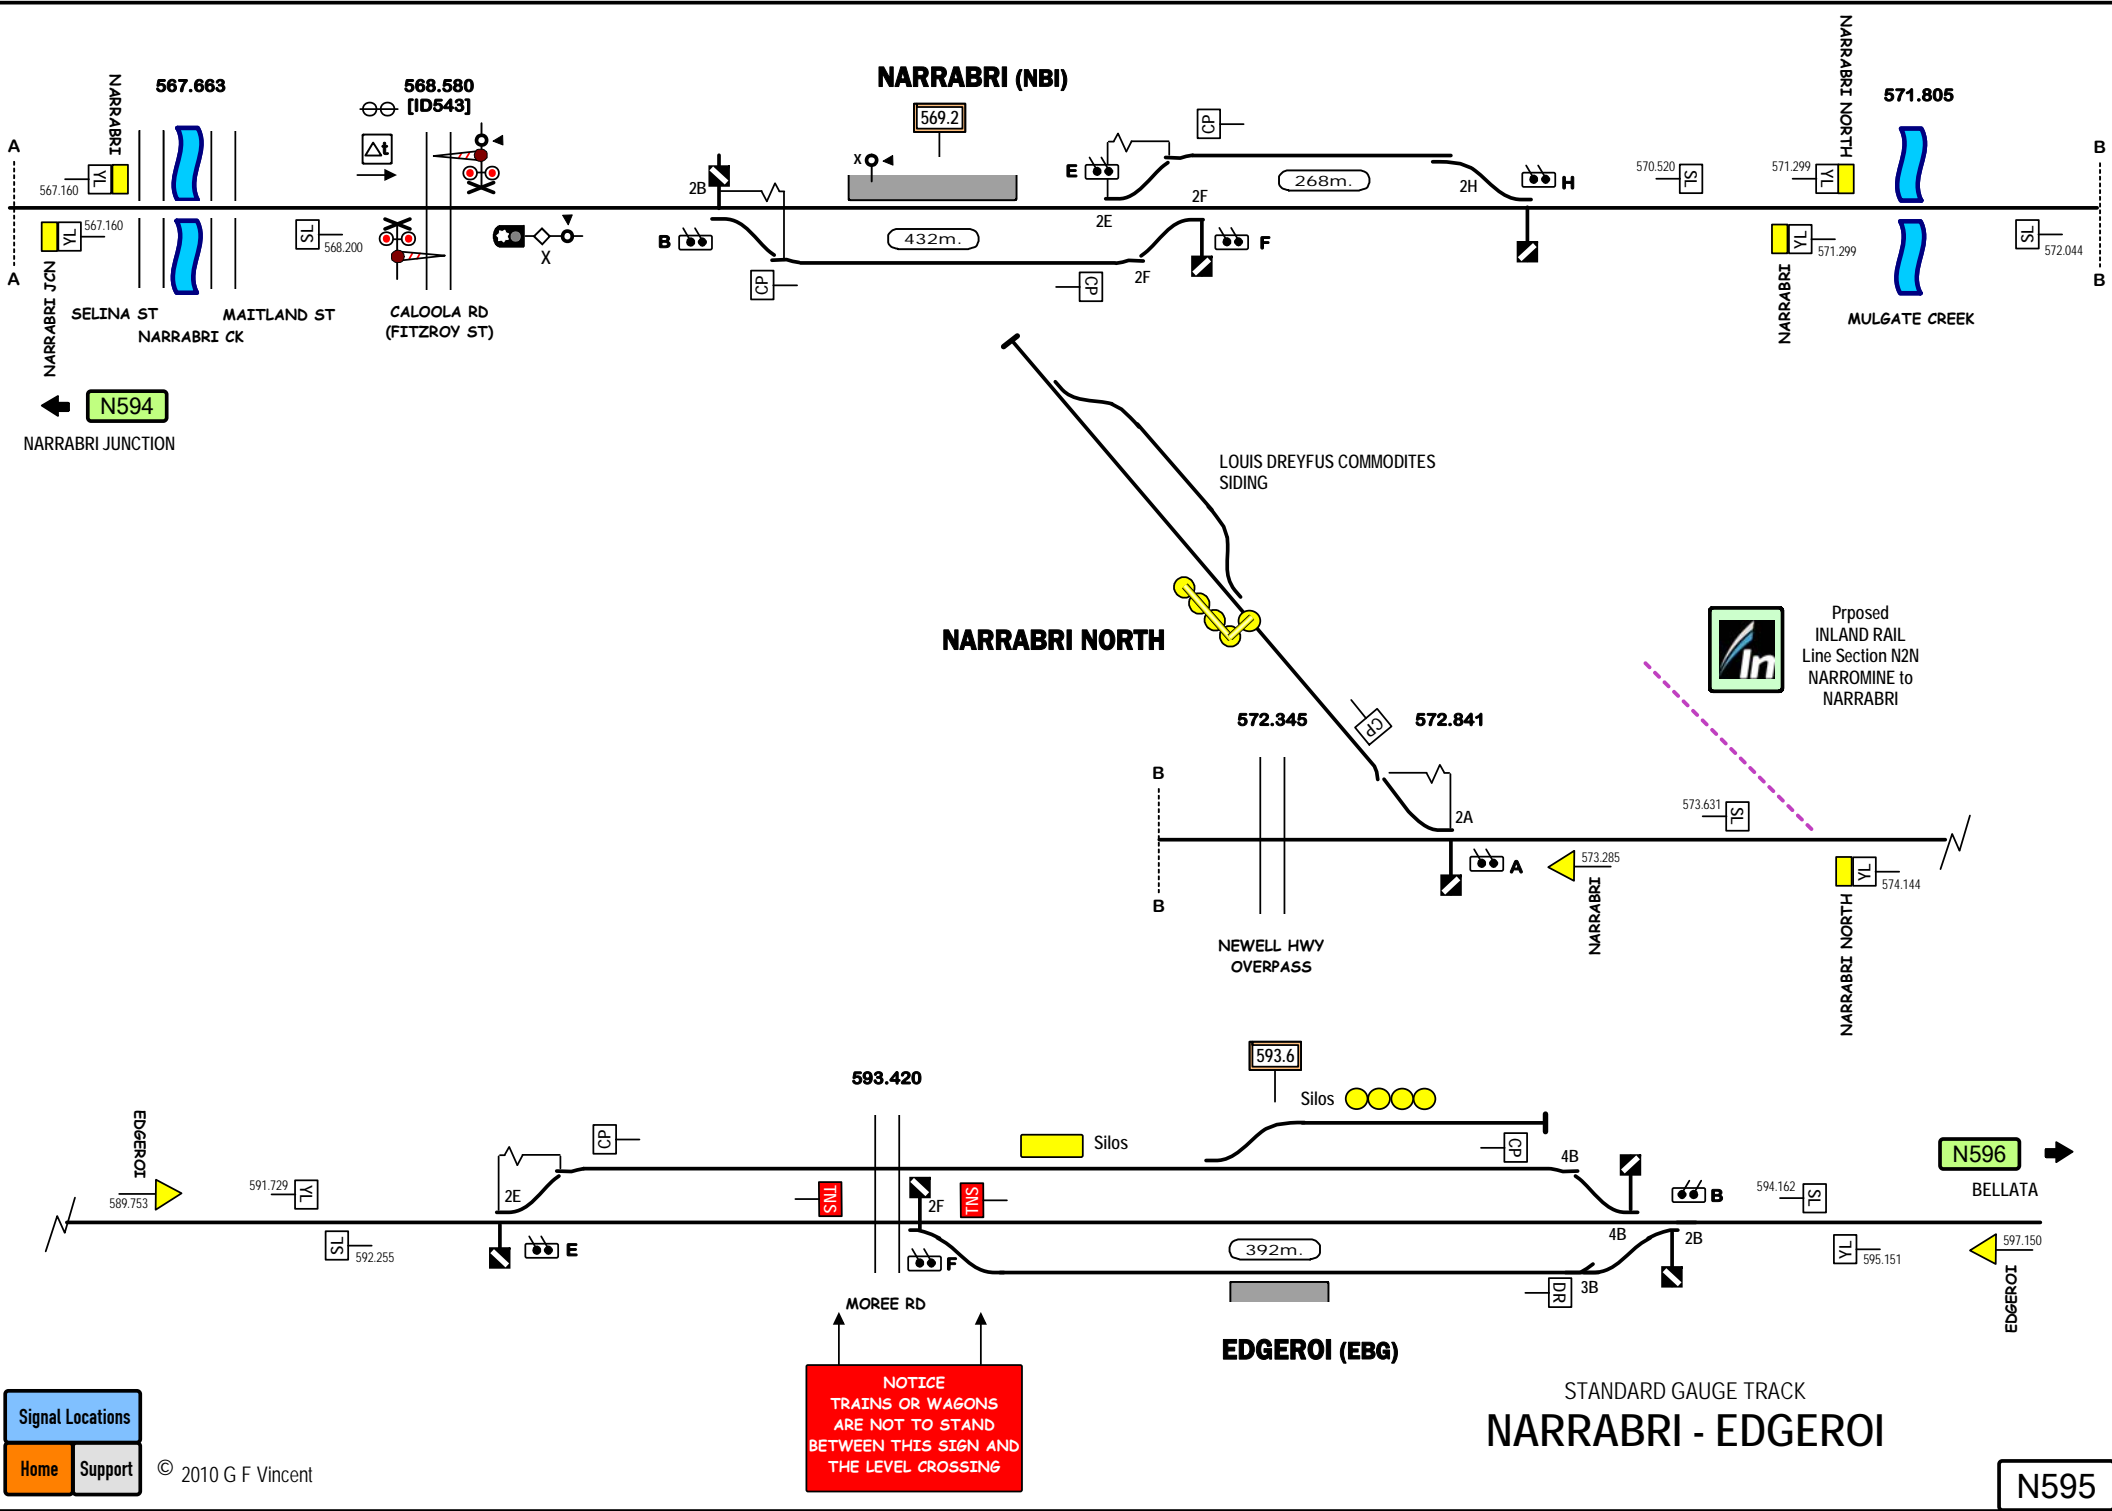 NARRABRI (NBI)
569.2
NARRABRI
567.663
568.580
[ID543]
Δt
NARRABRI NORTH
571.805
A
B
567.160
YL
X
2B
E
CP
2F
268m.
2H
H
570.520
SL
571.299
YL
567.160
YL
SL
568.200
X
B
432m.
2E
F
2F
CP
CP
YL
571.299
SL
572.044
A
B
NARRABRI JCN
SELINA ST
NARRABRI CK
MAITLAND ST
CALOOLA RD
(FITZROY ST)
NARRABRI
MULGATE CREEK
N594
NARRABRI JUNCTION
LOUIS DREYFUS COMMODITES
SIDING
NARRABRI NORTH
In
Prposed
INLAND RAIL
Line Section N2N
NARROMINE to
NARRABRI
572.345
CP
572.841
B
2A
573.631
SL
A
573.285
NARRABRI
YL
574.144
NARRABRI NORTH
B
NEWELL HWY
OVERPASS
593.6
593.420
Silos
Silos
EDGEROI
589.753
591.729
YL
CP
2E
TNS
2F
TNS
CP
4B
B
594.162
SL
N596
BELLATA
SL
592.255
E
F
392m.
4B
2B
YL
595.151
597.150
EDGEROI
DR
3B
MOREE RD
EDGEROI (EBG)
NOTICE
TRAINS OR WAGONS
ARE NOT TO STAND
BETWEEN THIS SIGN AND
THE LEVEL CROSSING
STANDARD GAUGE TRACK
NARRABRI - EDGEROI
Signal Locations
Home
Support
© 2010 G F Vincent
N595